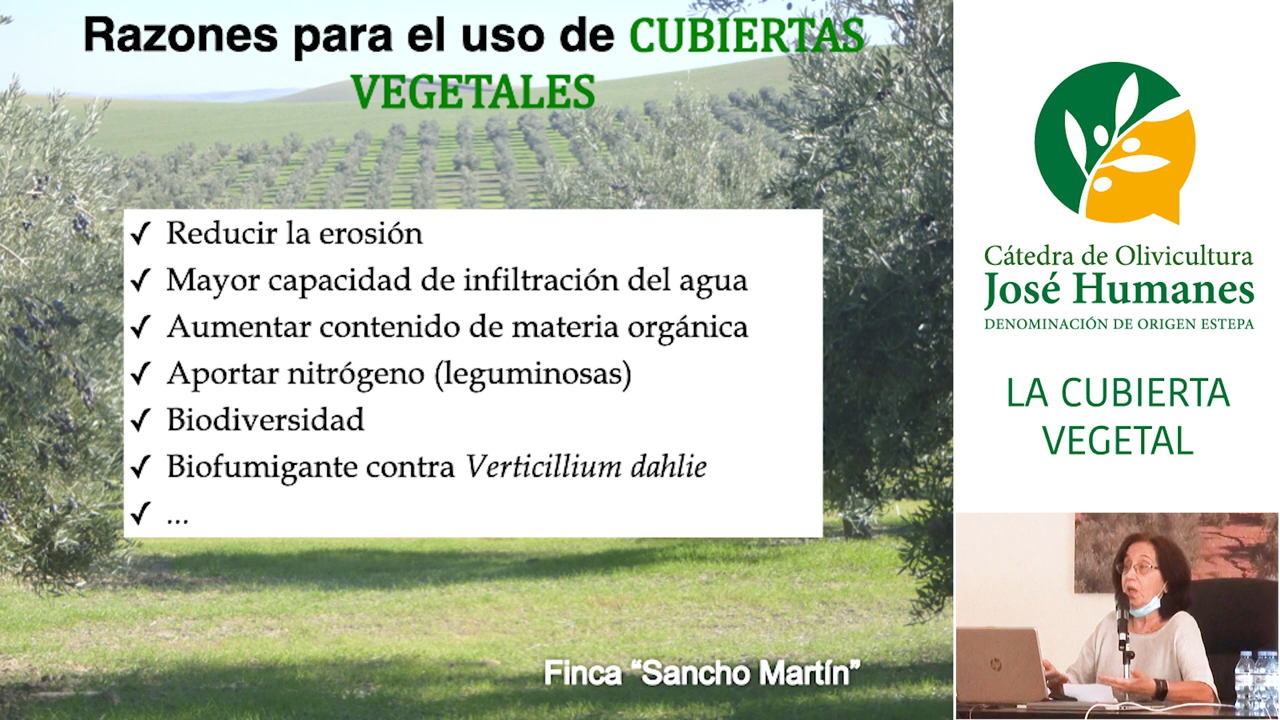 Razones para el uso de CUBIERTAS
VEGETALES
✓ Reducir la erosión
✓ Mayor capacidad de infiltración del agua
✓ Aumentar contenido de materia orgánica
✓ Aportar nitrógeno (leguminosas)
✓ Biodiversidad
✓ Biofumigante contra Verticillium dahlie
✓ ...
Finca “Sancho Martín”
Cátedra de Olivicultura
José Humanes
DENOMINACIÓN DE ORIGEN ESTEPA
LA CUBIERTA
VEGETAL
hp